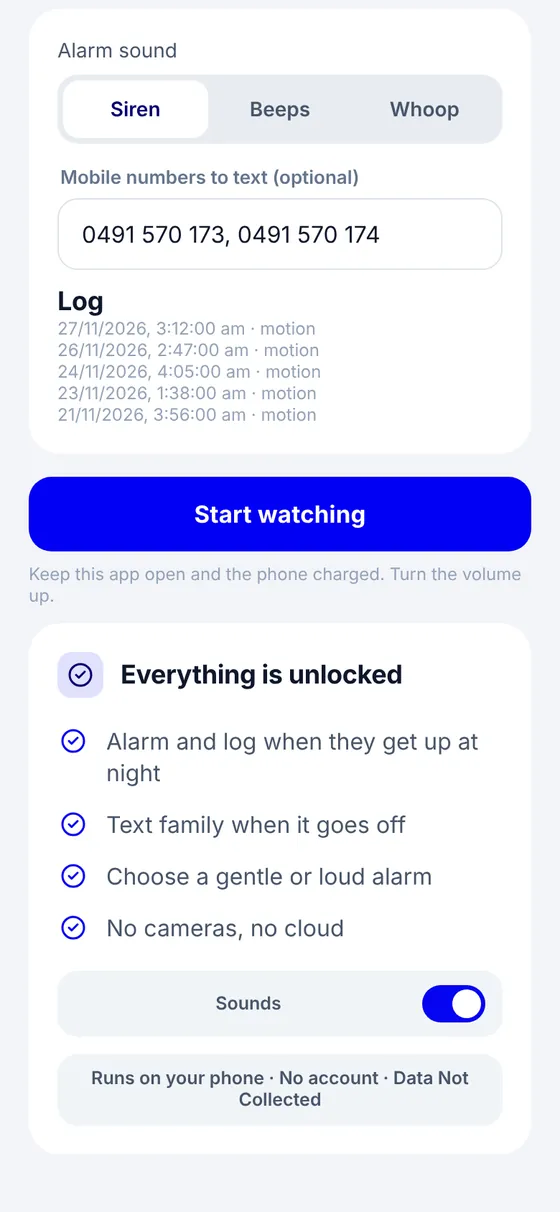 Alarm sound
Siren
Beeps
Whoop
Mobile numbers to text (optional)
0491 570 173, 0491 570 174
Log
27/11/2026, 3:12:00 am · motion
26/11/2026, 2:47:00 am · motion
24/11/2026, 4:05:00 am · motion
23/11/2026, 1:38:00 am · motion
21/11/2026, 3:56:00 am · motion
Start watching
Keep this app open and the phone charged. Turn the volume
up.
Everything is unlocked
Alarm and log when they get up at
night
Text family when it goes off
Choose a gentle or loud alarm
No cameras, no cloud
Sounds
Runs on your phone · No account · Data Not
Collected